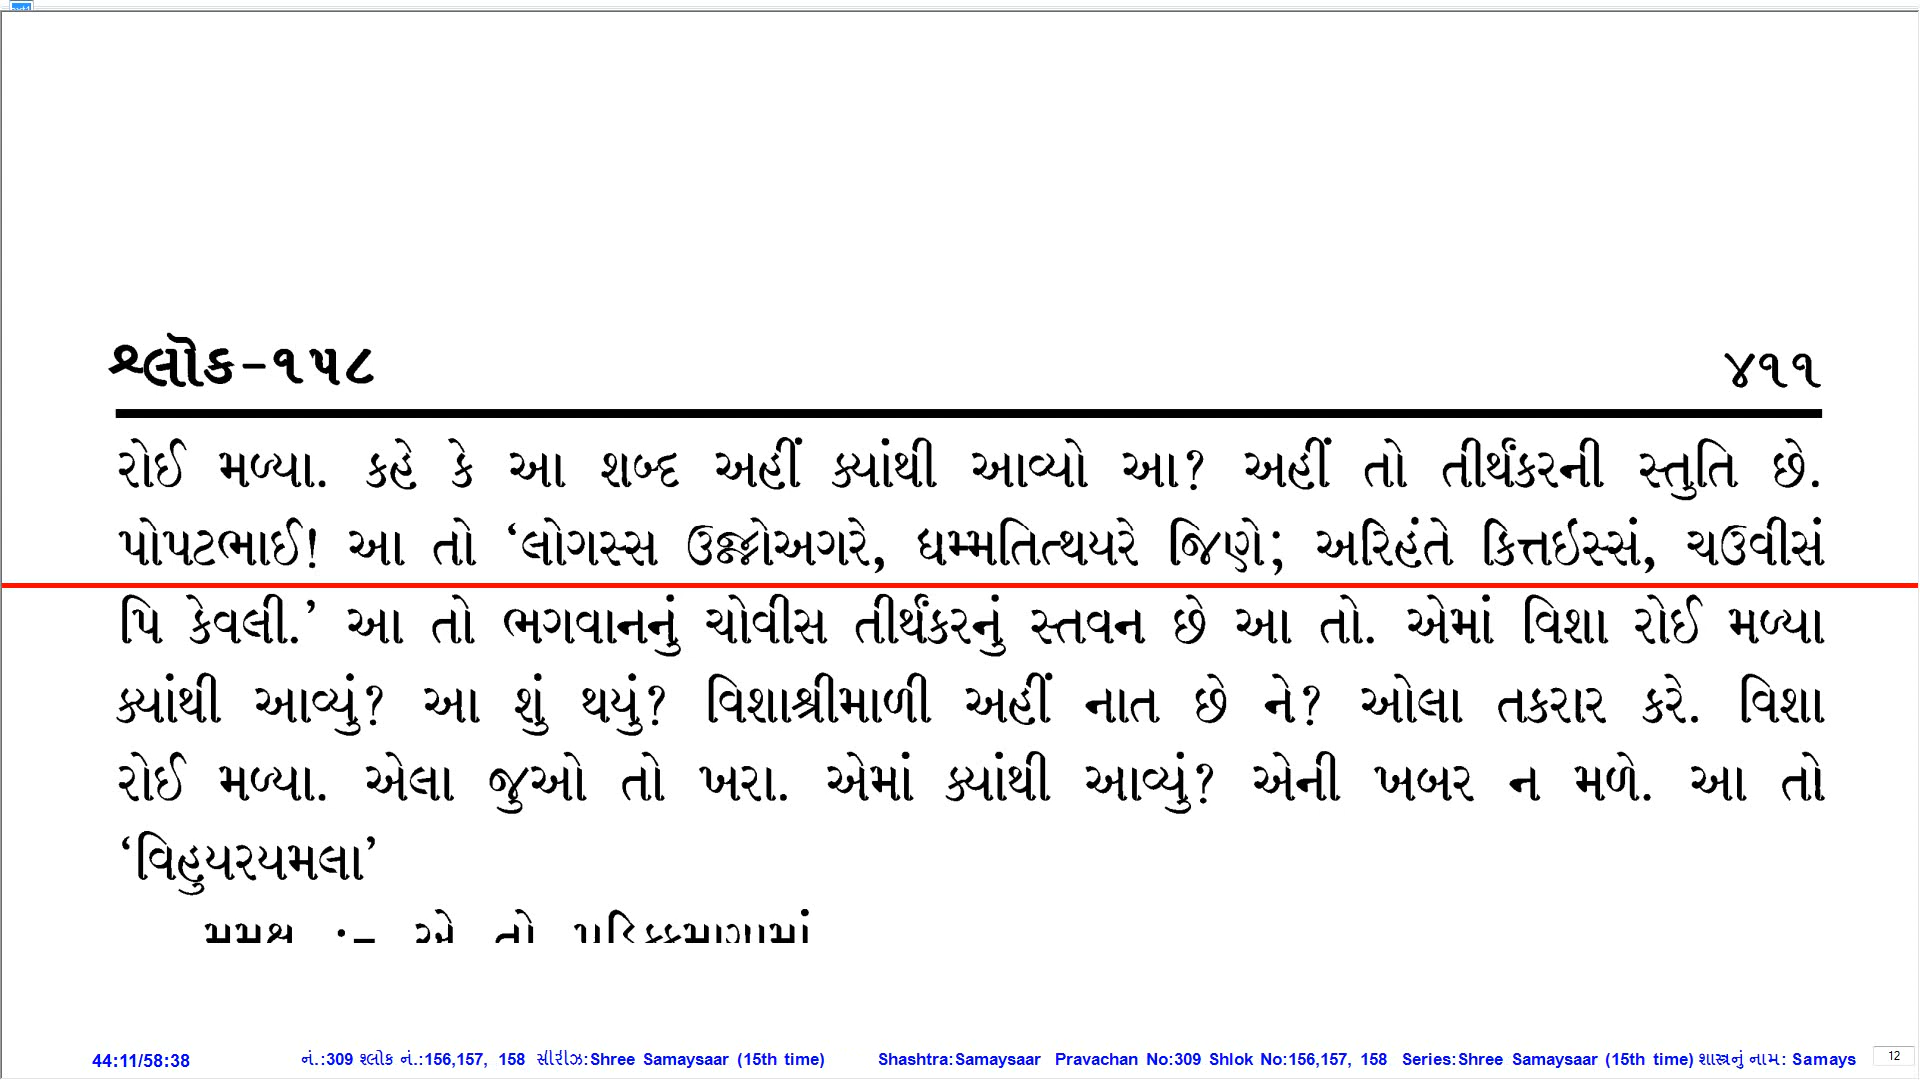 શ્લોક-૧૫૮ ૪૧૧
રોઈ મળ્યા. કહે કે આ શબ્દ અહીં ક્યાંથી આવ્યો આ? અહીં તો તીર્થંકરની સ્તુતિ છે.
પોપટભાઈ! આ તો ‘લોગસ્સ ઉજ્જોઅગરે, ધમ્મતિત્થયરે જિણે; અરિહંતે કિત્તઇસ્સં, ચઉવીસં
પિ કેવલી.’ આ તો ભગવાનનું ચોવીસ તીર્થંકરનું સ્તવન છે આ તો. એમાં વિશા રોઈ મળ્યા
ક્યાંથી આવ્યું? આ શું થયું? વિશાશ્રીમાળી અહીં નાત છે ને? ઓલા તકરાર કરે. વિશા
રોઈ મળ્યા. એલા જુઓ તો ખરા. એમાં ક્યાંથી આવ્યું? એની ખબર ન મળે. આ તો
‘વિહુયરયમલા’
મુમુક્ષુ :– એ તો પડિક્કમણામાં
44:11/58:38 નં.:309 શ્લોક નં.:156,157, 158 સીરીઝ:Shree Samaysaar (15th time) Shashtra:Samaysaar Pravachan No:309 Shlok No:156,157, 158 Series:Shree Samaysaar (15th time) શાસ્ત્રનું નામ: Samays 12